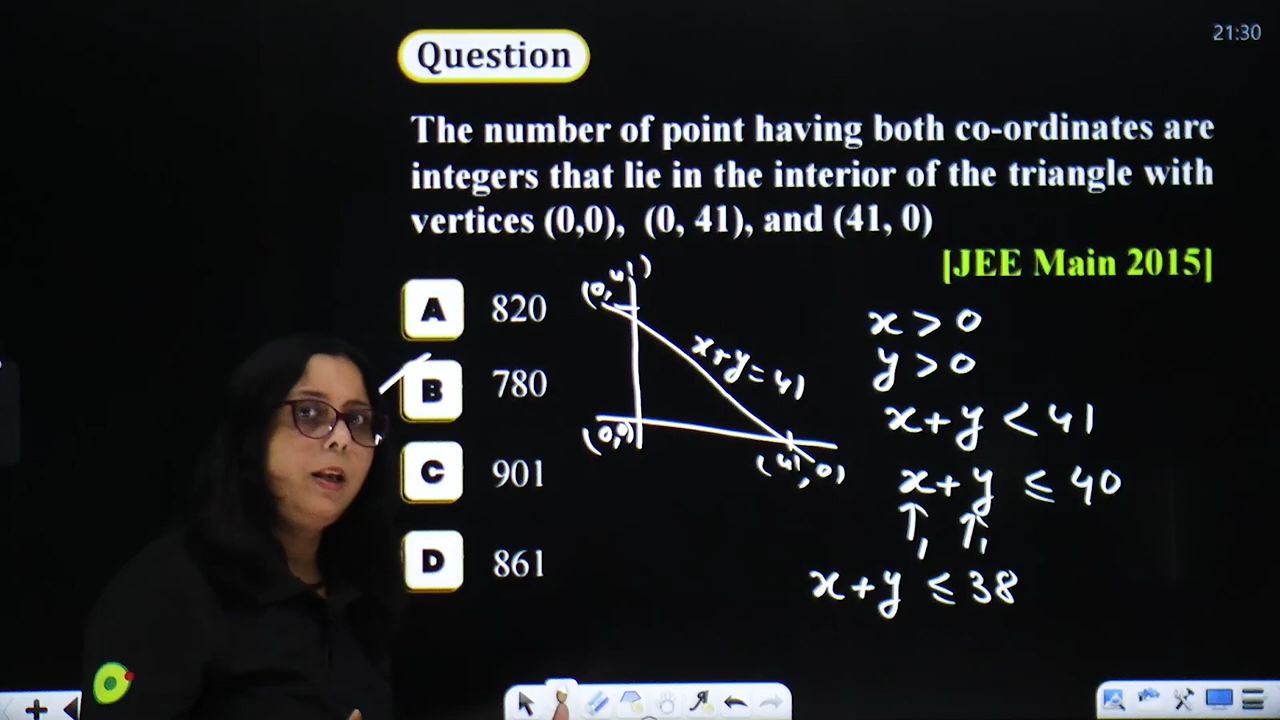 21:30
Question
The number of point having both co-ordinates are
integers that lie in the interior of the triangle with
vertices (0,0), (0, 41), and (41, 0)
[JEE Main 2015]
A 820
B 780
C 901
D 861
(0,41)
x+y=41
(0,0)
(41,0)
x > 0
y > 0
x+y < 41
x+y ≤ 40
↑1 ↑1
x+y ≤ 38